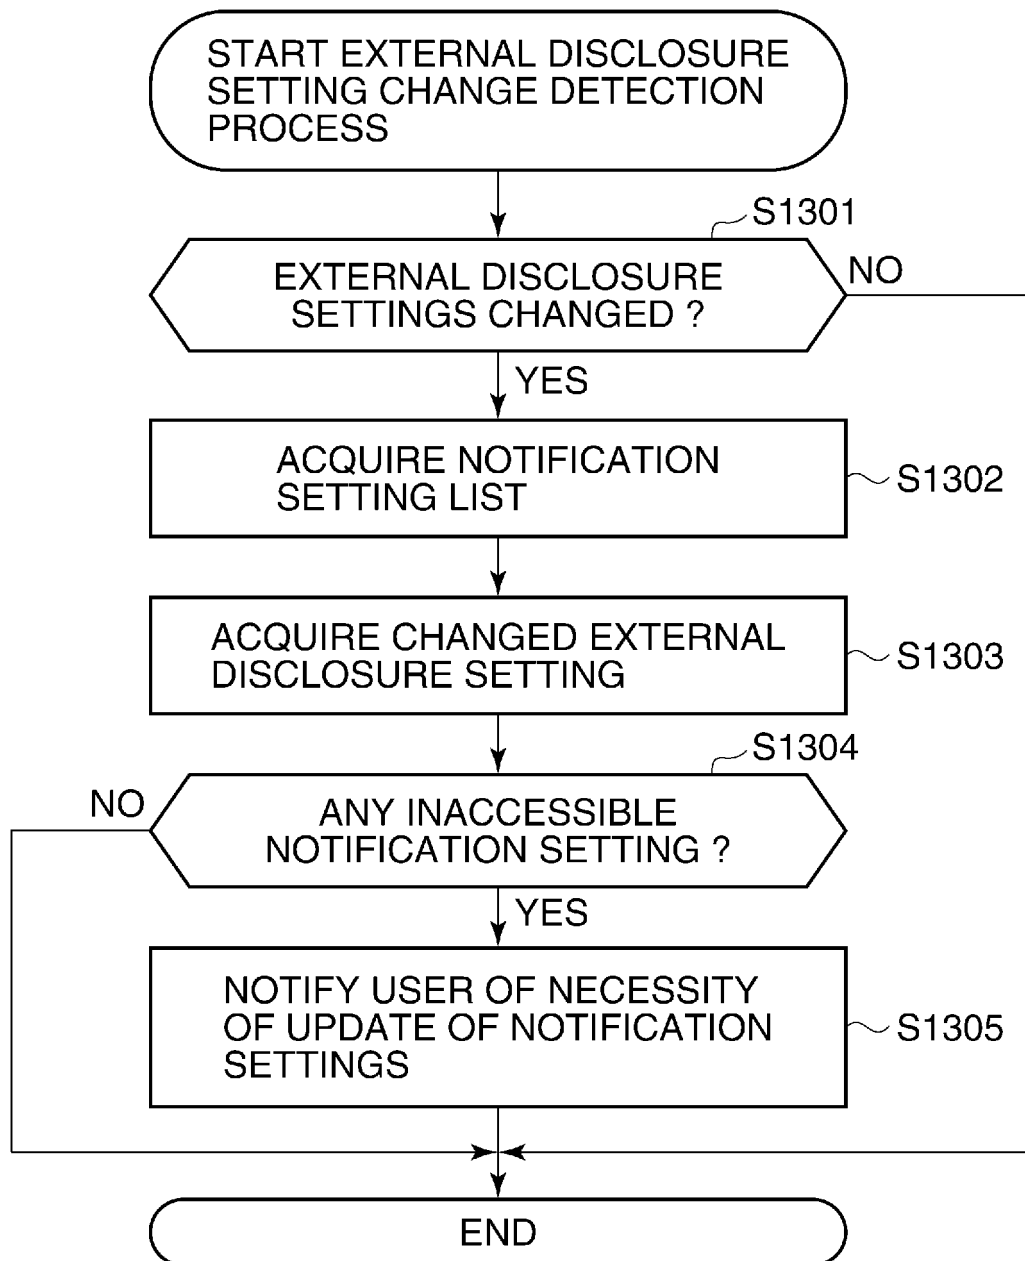 START EXTERNAL DISCLOSURE
SETTING CHANGE DETECTION
PROCESS
S1301
EXTERNAL DISCLOSURE
SETTINGS CHANGED ?
NO
YES
ACQUIRE NOTIFICATION
SETTING LIST
S1302
ACQUIRE CHANGED EXTERNAL
DISCLOSURE SETTING
S1303
S1304
NO
ANY INACCESSIBLE
NOTIFICATION SETTING ?
YES
NOTIFY USER OF NECESSITY
OF UPDATE OF NOTIFICATION
SETTINGS
S1305
END